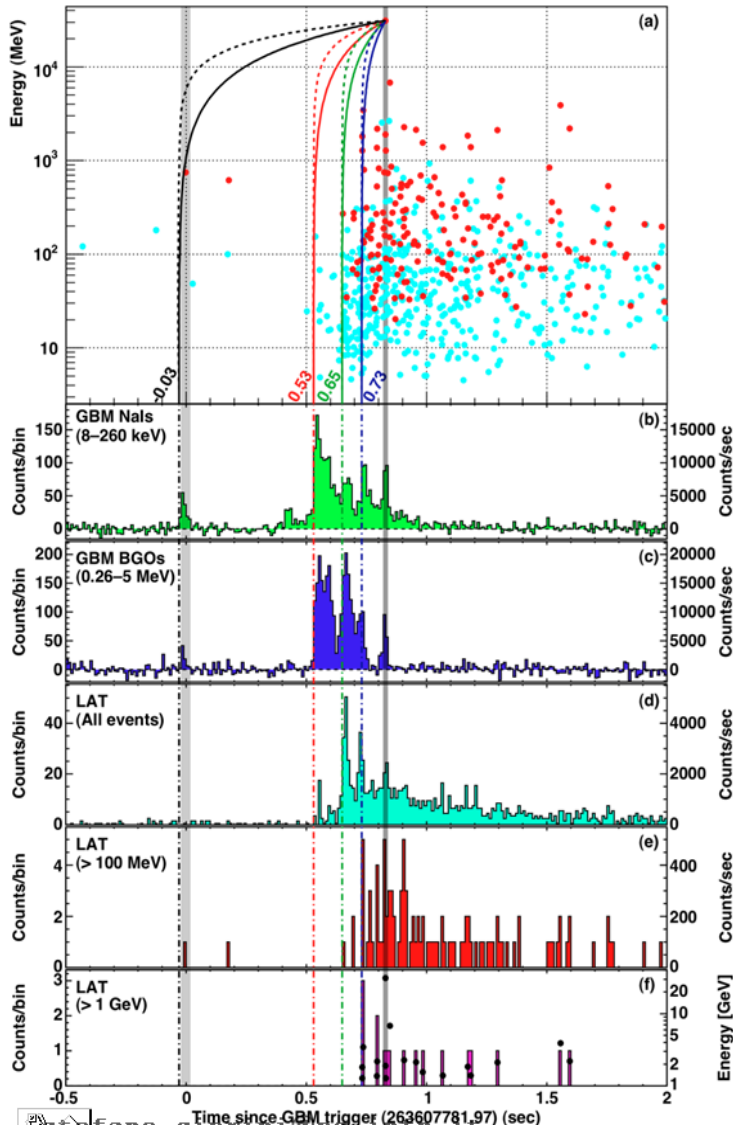 (a)
Energy (MeV)
10⁴
10³
10²
10
-0.03
0.53
0.65
0.73
GBM NaIs
(8–260 keV)
(b)
Counts/bin
150
100
50
0
15000
10000
5000
0
Counts/sec
GBM BGOs
(0.26–5 MeV)
(c)
Counts/bin
200
150
100
50
0
20000
15000
10000
5000
0
Counts/sec
LAT
(All events)
(d)
Counts/bin
40
20
0
4000
2000
0
Counts/sec
LAT
(> 100 MeV)
(e)
Counts/bin
4
2
0
400
200
0
Counts/sec
LAT
(> 1 GeV)
(f)
Counts/bin
3
2
1
0
20
10
5
2
1
Energy [GeV]
-0.5 0 0.5 1 1.5 2
Time since GBM trigger (263607781.97) (sec)